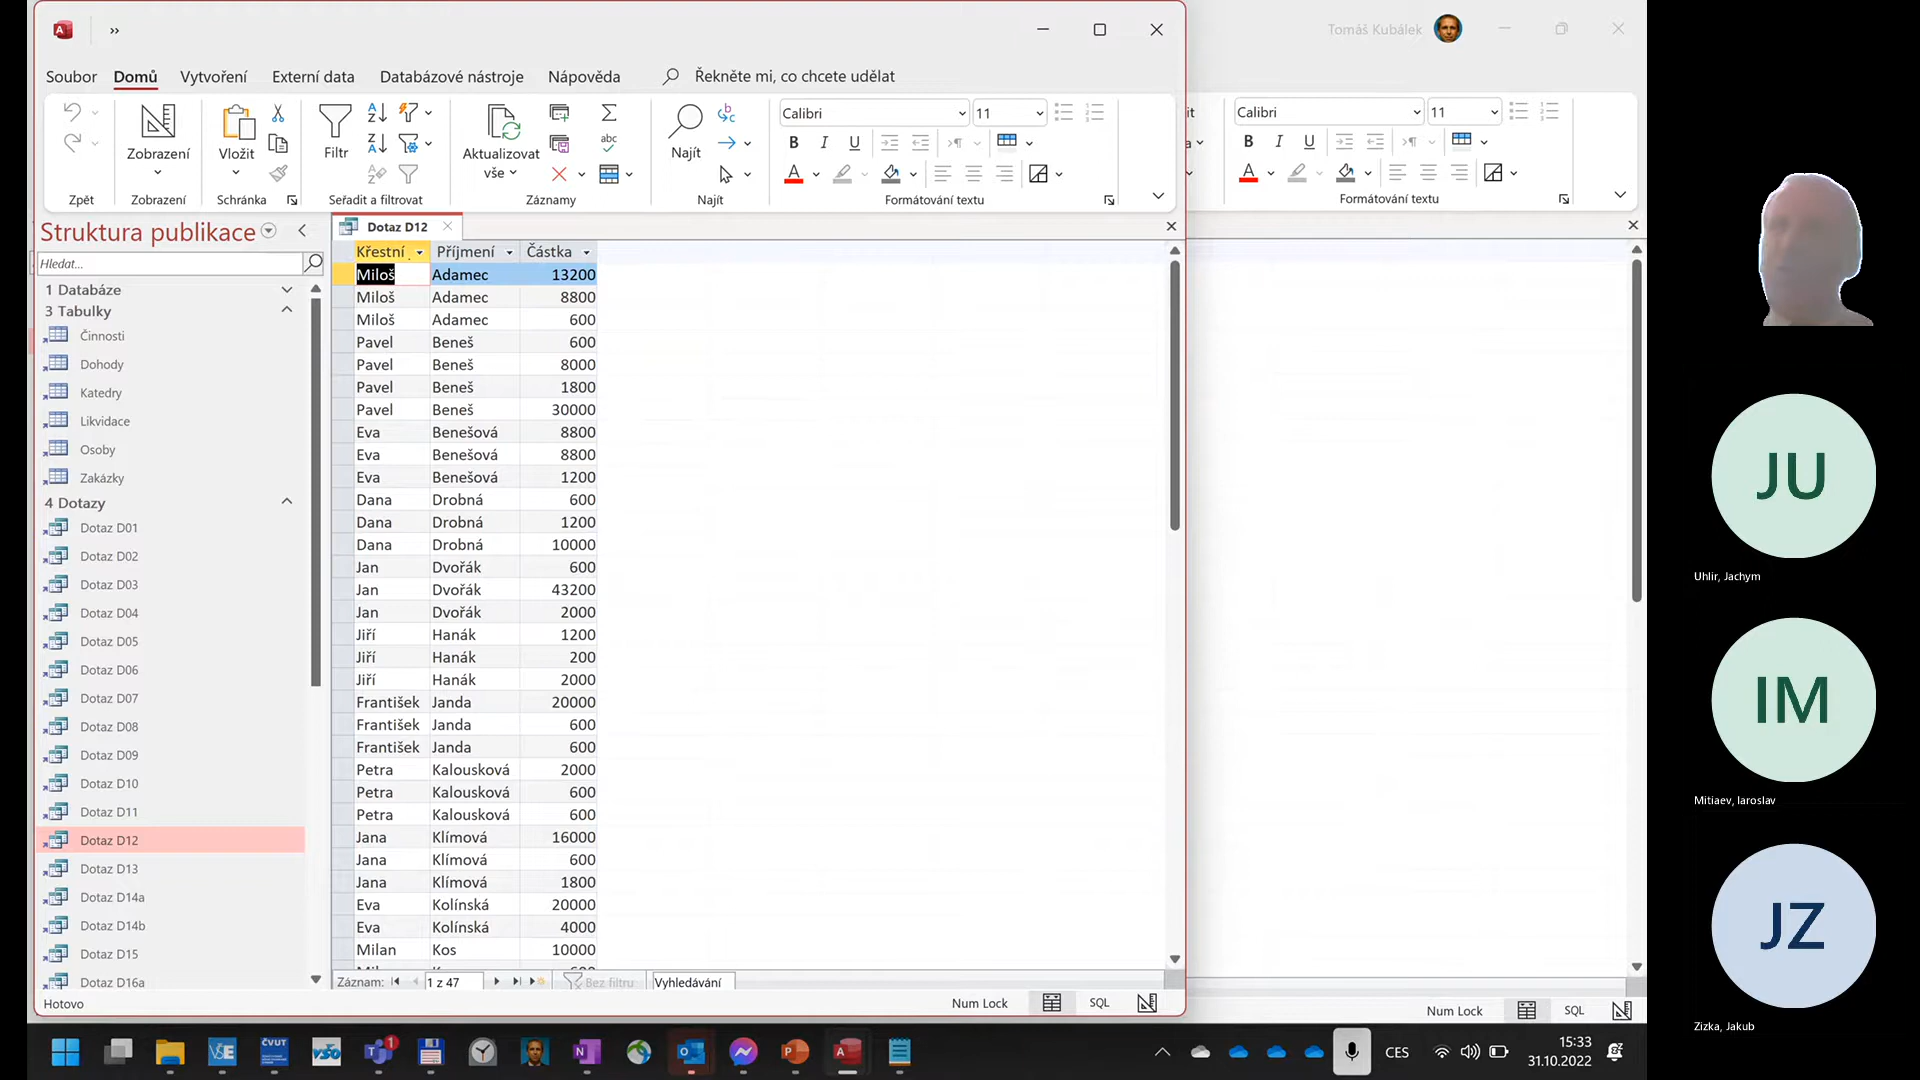 Tomáš Kubálek
Soubor Domů Vytvoření Externí data Databázové nástroje Nápověda Řekněte mi, co chcete udělat
Zobrazení Vložit Filtr Aktualizovat vše Najít Calibri 11 Calibri 11
Zpět Zobrazení Schránka Seřadit a filtrovat Záznamy Najít Formátování textu Formátování textu
Struktura publikace
Hledat...
1 Databáze
3 Tabulky
Činnosti
Dohody
Katedry
Likvidace
Osoby
Zakázky
4 Dotazy
Dotaz D01
Dotaz D02
Dotaz D03
Dotaz D04
Dotaz D05
Dotaz D06
Dotaz D07
Dotaz D08
Dotaz D09
Dotaz D10
Dotaz D11
Dotaz D12
Dotaz D13
Dotaz D14a
Dotaz D14b
Dotaz D15
Dotaz D16a
Dotaz D12
Křestní Příjmení Částka
Miloš Adamec 13200
Miloš Adamec 8800
Miloš Adamec 600
Pavel Beneš 600
Pavel Beneš 8000
Pavel Beneš 1800
Pavel Beneš 30000
Eva Benešová 8800
Eva Benešová 8800
Eva Benešová 1200
Dana Drobná 600
Dana Drobná 1200
Dana Drobná 10000
Jan Dvořák 600
Jan Dvořák 43200
Jan Dvořák 2000
Jiří Hanák 1200
Jiří Hanák 200
Jiří Hanák 2000
František Janda 20000
František Janda 600
František Janda 600
Petra Kalousková 2000
Petra Kalousková 600
Petra Kalousková 600
Jana Klímová 16000
Jana Klímová 600
Jana Klímová 1800
Eva Kolínská 20000
Eva Kolínská 4000
Milan Kos 10000
Záznam: 1 z 47 Bez filtru Vyhledávání
Hotovo Num Lock SQL
Num Lock SQL
CES 15:33
31.10.2022
JU
Uhlir, Jachym
IM
Mitiaev, Iaroslav
JZ
Zizka, Jakub